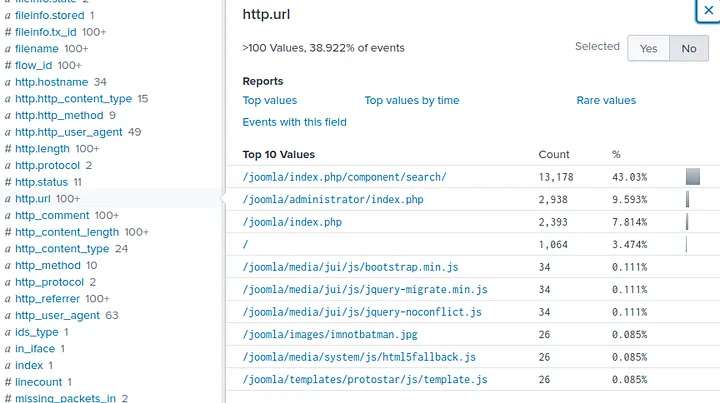 a fileinfo.state 2
a fileinfo.stored 1
# fileinfo.tx_id 100+
a filename 100+
# flow_id 100+
a http.hostname 34
a http.http_content_type 15
a http.http_method 9
a http.http_user_agent 49
# http.length 100+
a http.protocol 2
# http.status 11
a http.url 100+
a http_comment 100+
# http_content_length 100+
a http_content_type 24
a http_method 10
a http_protocol 2
a http_referrer 100+
a http_user_agent 63
a ids_type 1
a in_iface 1
a index 1
# linecount 1
# missing_packets_in 2
http.url
>100 Values, 38.922% of events
Selected Yes No
Reports
Top values Top values by time Rare values
Events with this field
Top 10 Values Count %
/joomla/index.php/component/search/ 13,178 43.03%
/joomla/administrator/index.php 2,938 9.593%
/joomla/index.php 2,393 7.814%
/ 1,064 3.474%
/joomla/media/jui/js/bootstrap.min.js 34 0.111%
/joomla/media/jui/js/jquery-migrate.min.js 34 0.111%
/joomla/media/jui/js/jquery-noconflict.js 34 0.111%
/joomla/images/imnotbatman.jpg 26 0.085%
/joomla/media/system/js/html5fallback.js 26 0.085%
/joomla/templates/protostar/js/template.js 26 0.085%